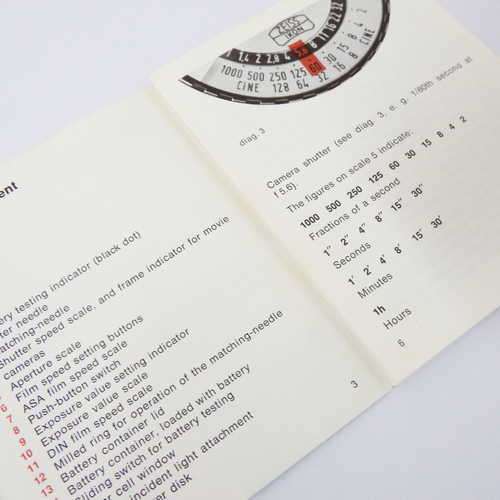 ent
ery testing indicator (black dot)
ter needle
matching-needle
Shutter speed scale, and frame indicator for movie
cameras
Aperture scale
6 Film speed setting buttons
7 ASA film speed scale
8 Push-button switch
9 Exposure value setting indicator
10 Exposure value scale
11 DIN film speed scale
12 Milled ring for operation of the matching-needle
13 Battery container lid
Battery container, loaded with battery
Sliding switch for battery testing
cell window
incident light attachment
er disk
3
ZEISS
IKON
1 1,4 2 2.8 4 5.6 8 11 16 22 32
1000 500 250 125 60 30 15 8
CINE 128 64 32 16 8 CINE
diag 3
Camera shutter (see diag 3, e. g. 1/60th second at
f 5.6).
The figures on scale 5 indicate:
1000 500 250 125 60 30 15 8 4 2
Fractions of a second
1″ 2″ 4″ 8″ 15″ 30″
Seconds
1′ 2′ 4′ 8′ 15′ 30′
Minutes
1h
Hours
6